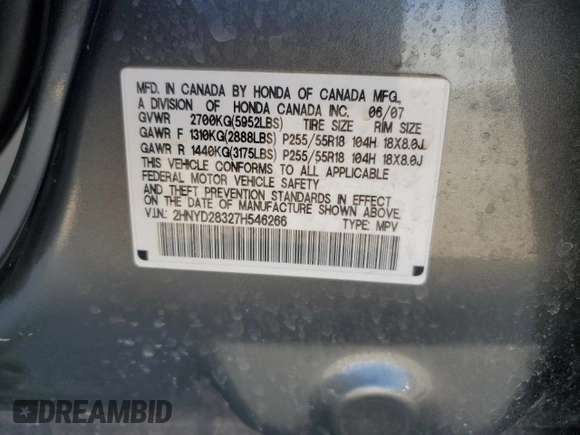 MFD. IN CANADA BY HONDA OF CANADA MFG.,
A DIVISION OF HONDA CANADA INC. 06/07
GVWR 2700KG(5952LBS) TIRE SIZE RIM SIZE
GAWR F 1310KG(2888LBS) P255/55R18 104H 18X8.0J
GAWR R 1440KG(3175LBS) P255/55R18 104H 18X8.0J
THIS VEHICLE CONFORMS TO ALL APPLICABLE
FEDERAL MOTOR VEHICLE SAFETY
AND THEFT PREVENTION STANDARDS IN EFFECT
ON THE DATE OF MANUFACTURE SHOWN ABOVE.
VIN: 2HNYD28327H546266 TYPE: MPV
DREAMBID